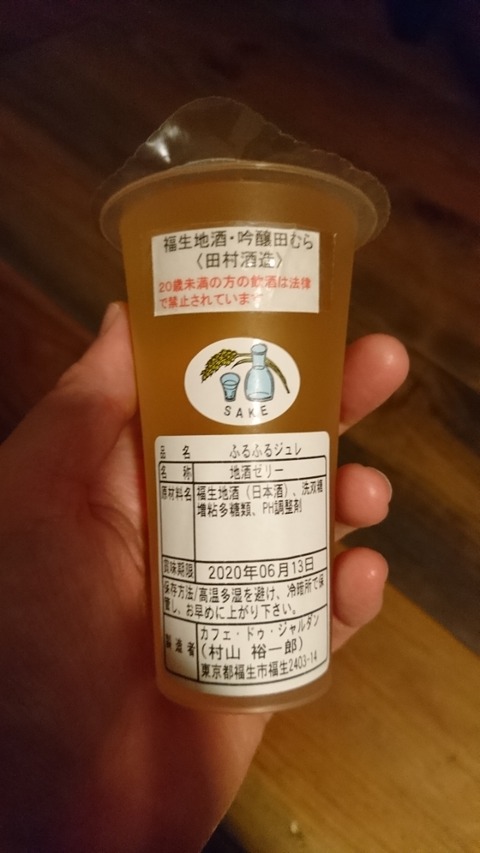 福生地酒・吟醸田むら
〈田村酒造〉
20歳未満の方の飲酒は法律
で禁止されています
SAKE
品 名 ふるふるジュレ
名 称 地酒ゼリー
原材料名 福生地酒（日本酒）、洗双糖
増粘多糖類、PH調整剤
賞味期限 2020年06月13日
保存方法/高温多湿を避け、冷暗所で保
管し、お早めに上がり下さい。
製造者 カフェ・ドゥ・ジャルダン
（村山 裕一郎）
東京都福生市福生2403-14